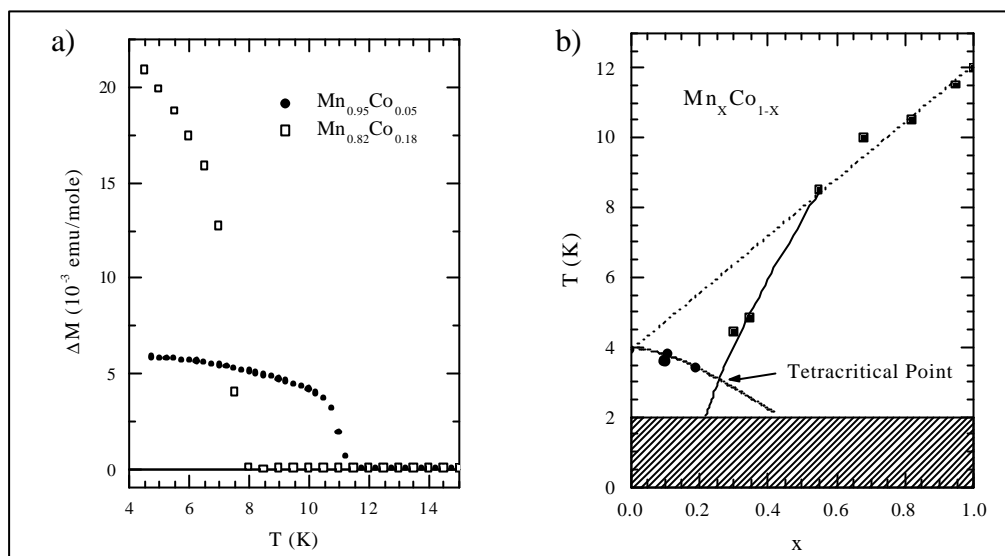 a)
20
15
10
5
0
ΔM (10⁻³ emu/mole)
Mn₀.₉₅Co₀.₀₅
Mn₀.₈₂Co₀.₁₈
4 6 8 10 12 14
T (K)
b)
12
10
8
6
4
2
0
T (K)
MnₓCo₁₋ₓ
Tetracritical Point
0.0 0.2 0.4 0.6 0.8 1.0
x